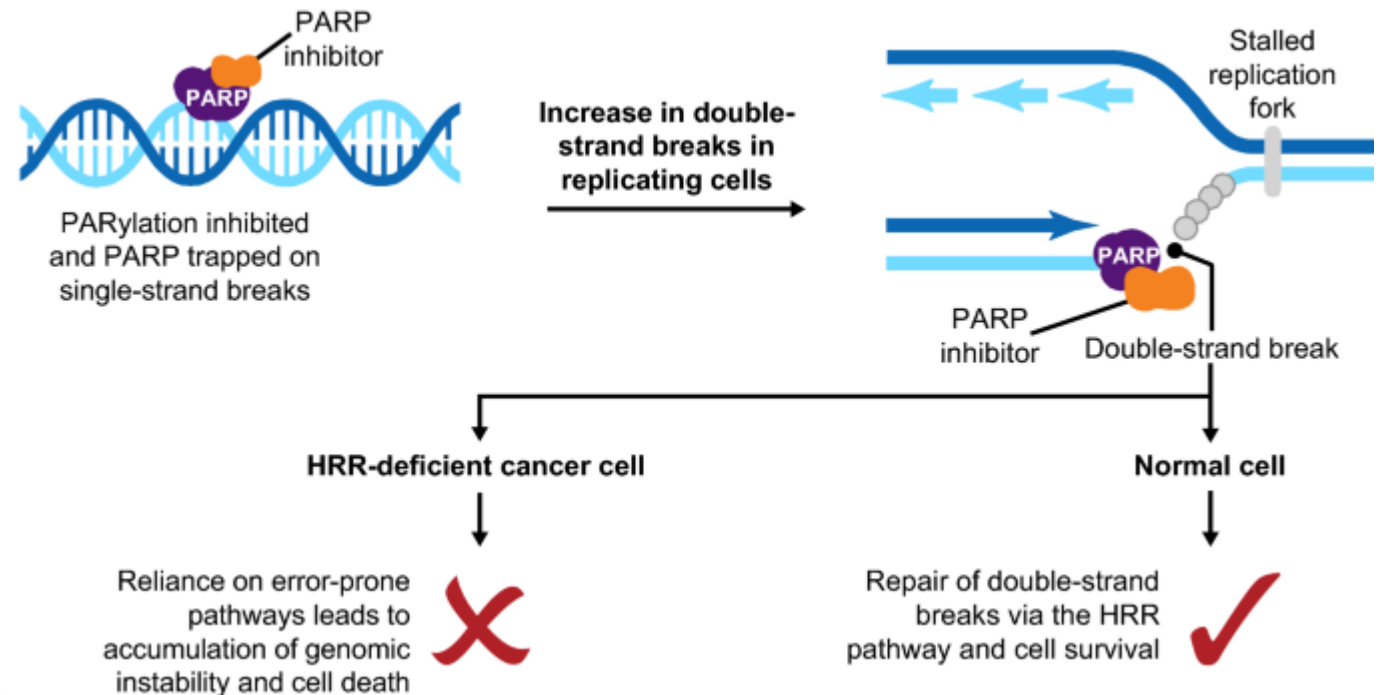 PARP
inhibitor
PARP
PARylation inhibited
and PARP trapped on
single-strand breaks
Increase in double-
strand breaks in
replicating cells
Stalled
replication
fork
PARP
PARP
inhibitor
Double-strand break
HRR-deficient cancer cell
Reliance on error-prone
pathways leads to
accumulation of genomic
instability and cell death
Normal cell
Repair of double-strand
breaks via the HRR
pathway and cell survival